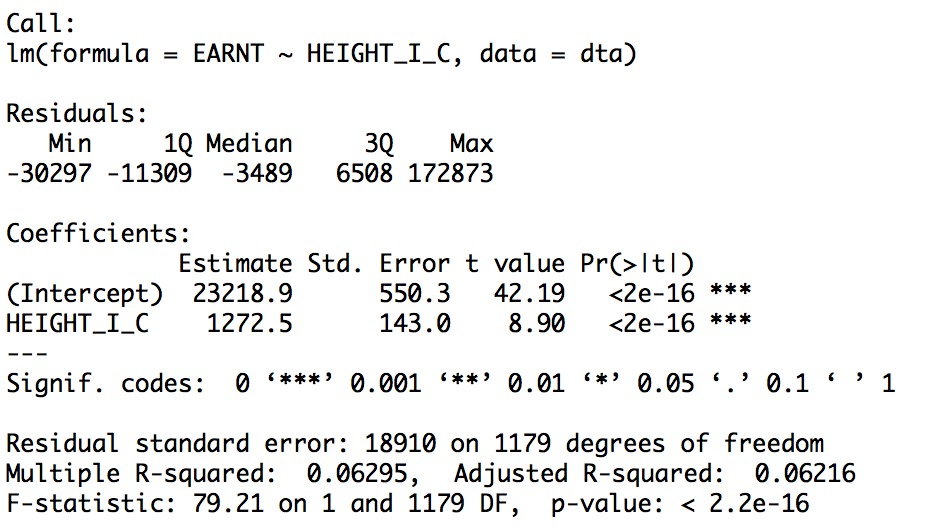 Call:
lm(formula = EARNT ~ HEIGHT_I_C, data = dta)
Residuals:
   Min     1Q Median     3Q    Max
-30297 -11309  -3489   6508 172873
Coefficients:
            Estimate Std. Error t value Pr(>|t|)
(Intercept)  23218.9      550.3   42.19   <2e-16 ***
HEIGHT_I_C    1272.5      143.0    8.90   <2e-16 ***
---
Signif. codes:  0 ‘***’ 0.001 ‘**’ 0.01 ‘*’ 0.05 ‘.’ 0.1 ‘ ’ 1
Residual standard error: 18910 on 1179 degrees of freedom
Multiple R-squared:  0.06295,  Adjusted R-squared:  0.06216
F-statistic: 79.21 on 1 and 1179 DF,  p-value: < 2.2e-16